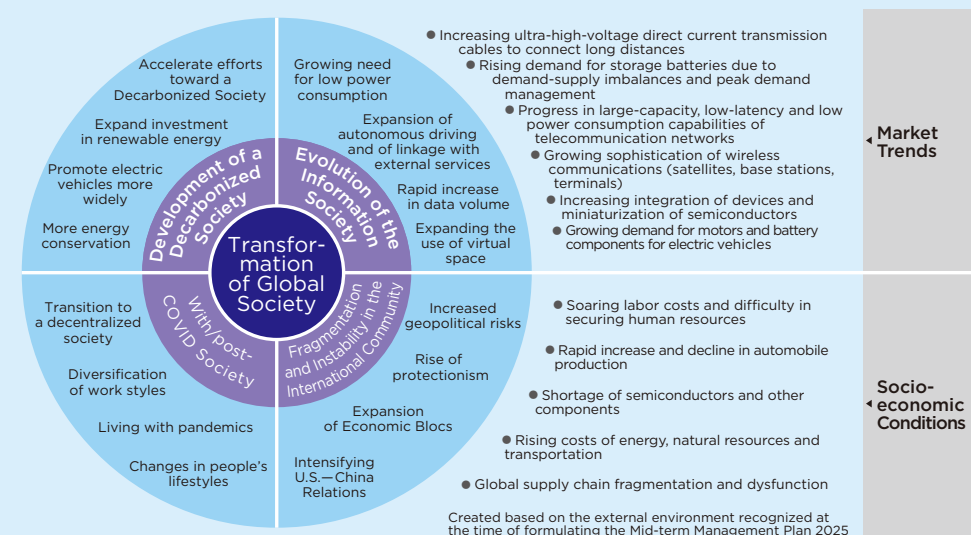 Accelerate efforts
toward a
Decarbonized Society
Expand investment
in renewable energy
Promote electric
vehicles more
widely
More energy
conservation
Growing need
for low power
consumption
Expansion of
autonomous driving
and of linkage with
external services
Rapid increase
in data volume
Expanding the
use of virtual
space
Development of a
Decarbonized
Society
Evolution of the
Information
Society
Transfor-
mation
of Global
Society
With/post-
COVID Society
Fragmentation
and Instability in the
International Community
Transition to
a decentralized
society
Diversification
of work styles
Living with pandemics
Changes in people's
lifestyles
Increased
geopolitical risks
Rise of
protectionism
Expansion
of Economic Blocs
Intensifying
U.S.—China
Relations
● Increasing ultra-high-voltage direct current transmission
cables to connect long distances
● Rising demand for storage batteries due to
demand-supply imbalances and peak demand
management
● Progress in large-capacity, low-latency and low
power consumption capabilities of
telecommunication networks
● Growing sophistication of wireless
communications (satellites, base stations,
terminals)
● Increasing integration of devices and
miniaturization of semiconductors
● Growing demand for motors and battery
components for electric vehicles
Market
Trends
● Soaring labor costs and difficulty in
securing human resources
● Rapid increase and decline in automobile
production
● Shortage of semiconductors and other
components
● Rising costs of energy, natural resources and
transportation
● Global supply chain fragmentation and dysfunction
Socio-
economic
Conditions
Created based on the external environment recognized at
the time of formulating the Mid-term Management Plan 2025